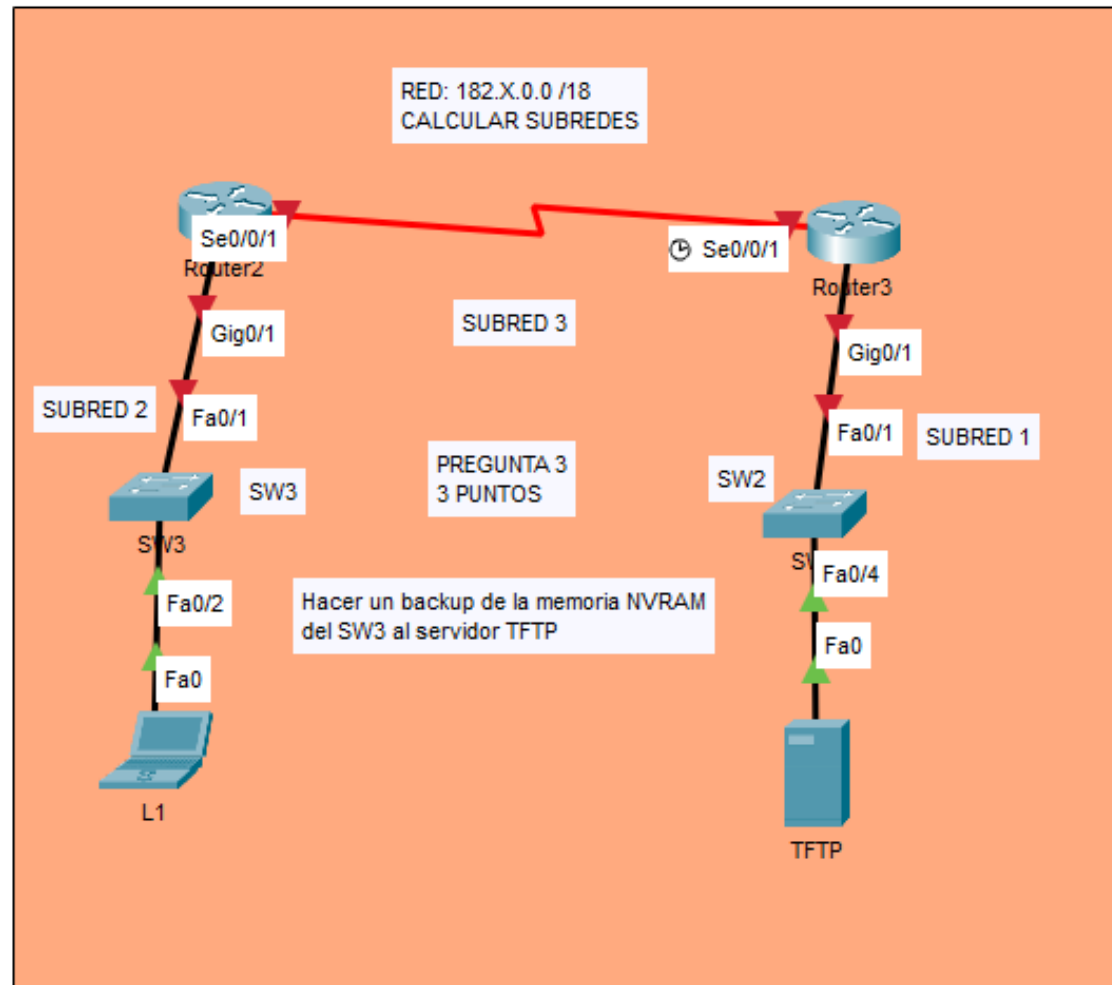 RED: 182.X.0.0 /18
CALCULAR SUBREDES
Se0/0/1
Router2
Se0/0/1
Router3
Gig0/1
SUBRED 3
Gig0/1
SUBRED 2
Fa0/1
Fa0/1
SUBRED 1
SW3
SW3
PREGUNTA 3
3 PUNTOS
SW2
Fa0/4
Fa0/2
Hacer un backup de la memoria NVRAM
del SW3 al servidor TFTP
Fa0
Fa0
L1
TFTP